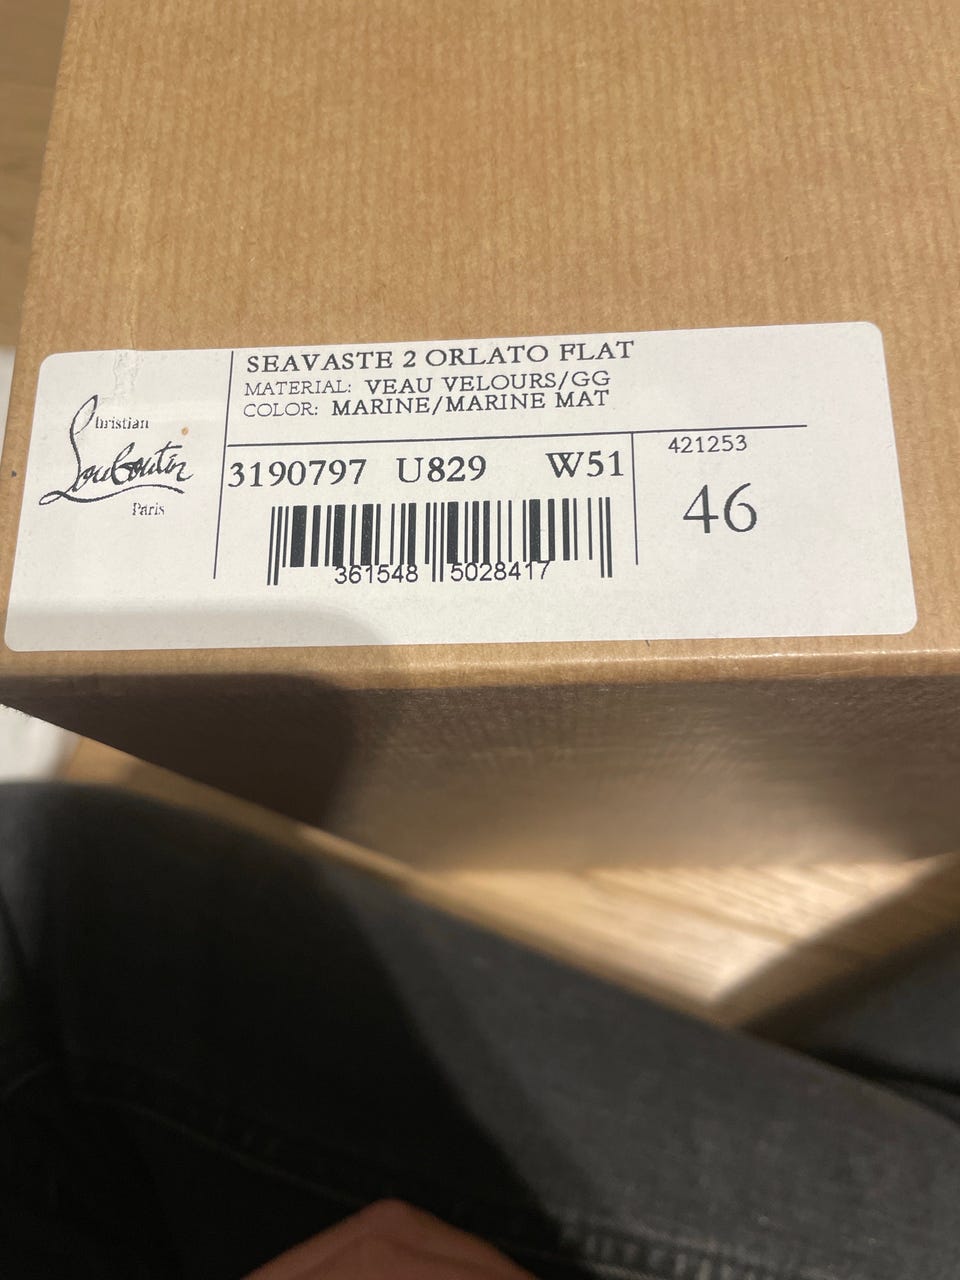 SEAVASTE 2 ORLATO FLAT
MATERIAL: VEAU VELOURS/GG
COLOR: MARINE/MARINE MAT
Christian
Louboutin
Paris
3190797 U829 W51
361548 5028417
421253
46